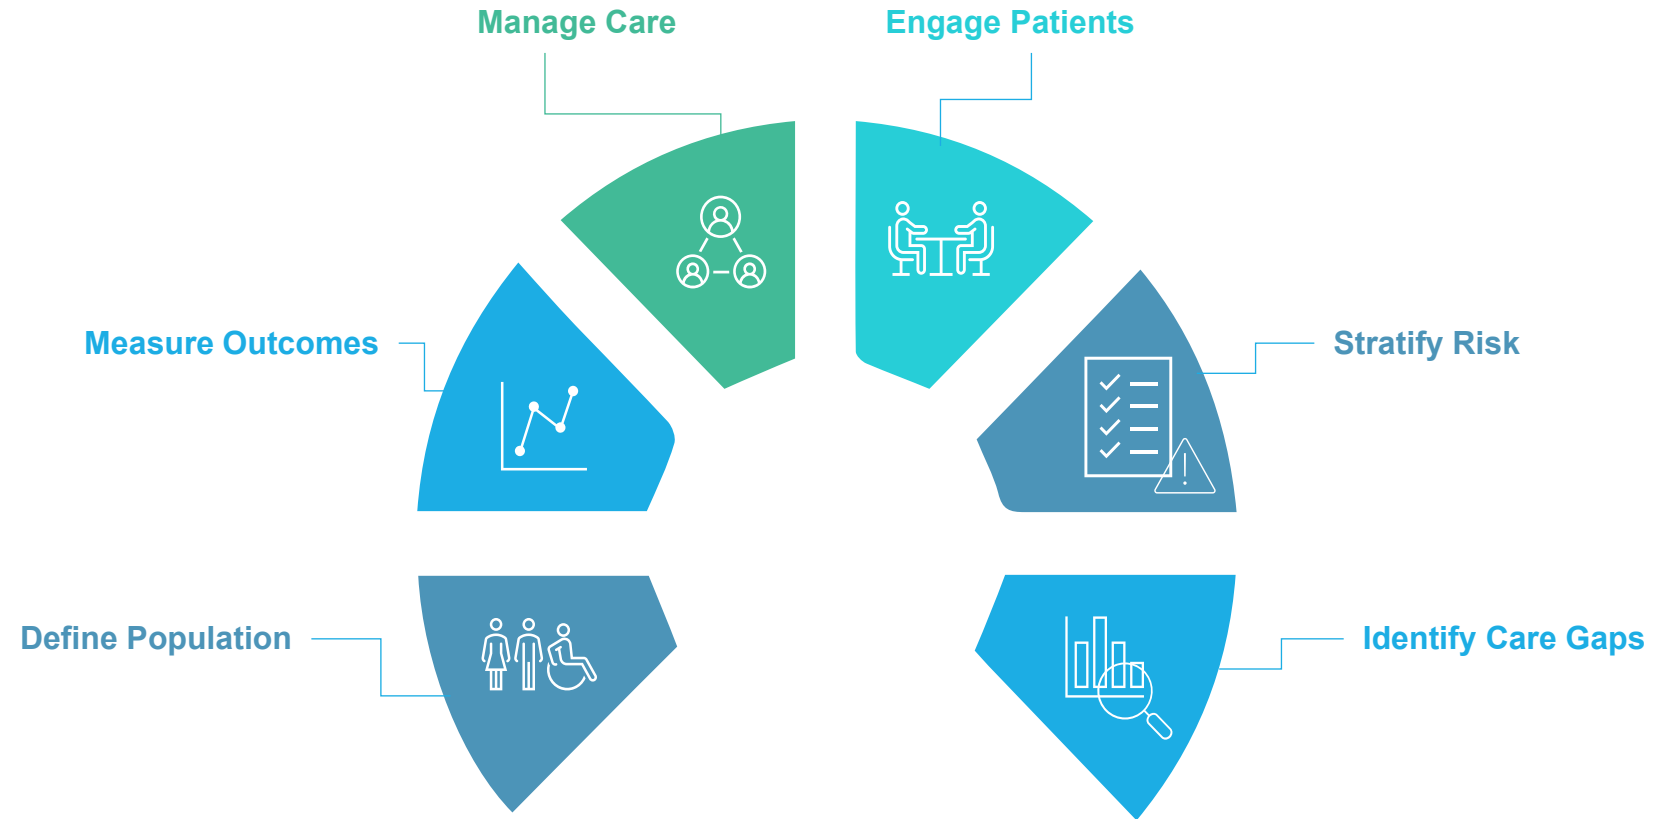 Manage Care
Engage Patients
Measure Outcomes
Stratify Risk
Define Population
Identify Care Gaps